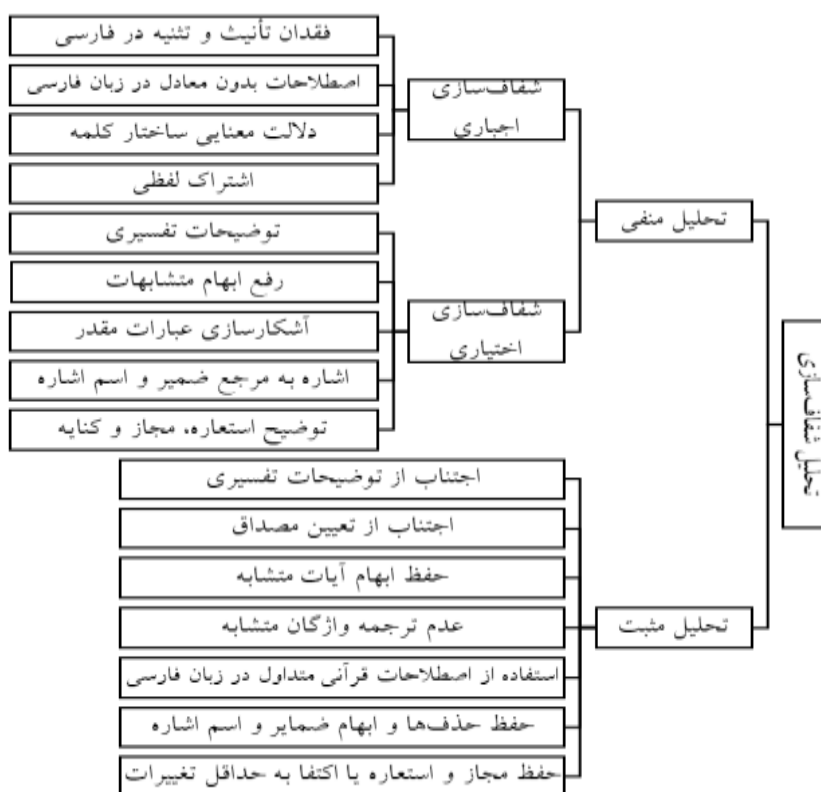 تحلیل شفاف‌سازی
تحلیل منفی
شفاف‌سازی
اجباری
فقدان تأنیث و تثنیه در فارسی
اصطلاحات بدون معادل در زبان فارسی
دلالت معنایی ساختار کلمه
اشتراک لفظی
شفاف‌سازی
اختیاری
توضیحات تفسیری
رفع ابهام متشابهات
آشکارسازی عبارات مقدر
اشاره به مرجع ضمیر و اسم اشاره
توضیح استعاره، مجاز و کنایه
تحلیل مثبت
اجتناب از توضیحات تفسیری
اجتناب از تعیین مصداق
حفظ ابهام آیات متشابه
عدم ترجمه واژگان متشابه
استفاده از اصطلاحات قرآنی متداول در زبان فارسی
حفظ حذف‌ها و ابهام ضمایر و اسم اشاره
حفظ مجاز و استعاره یا اکتفا به حداقل تغییرات